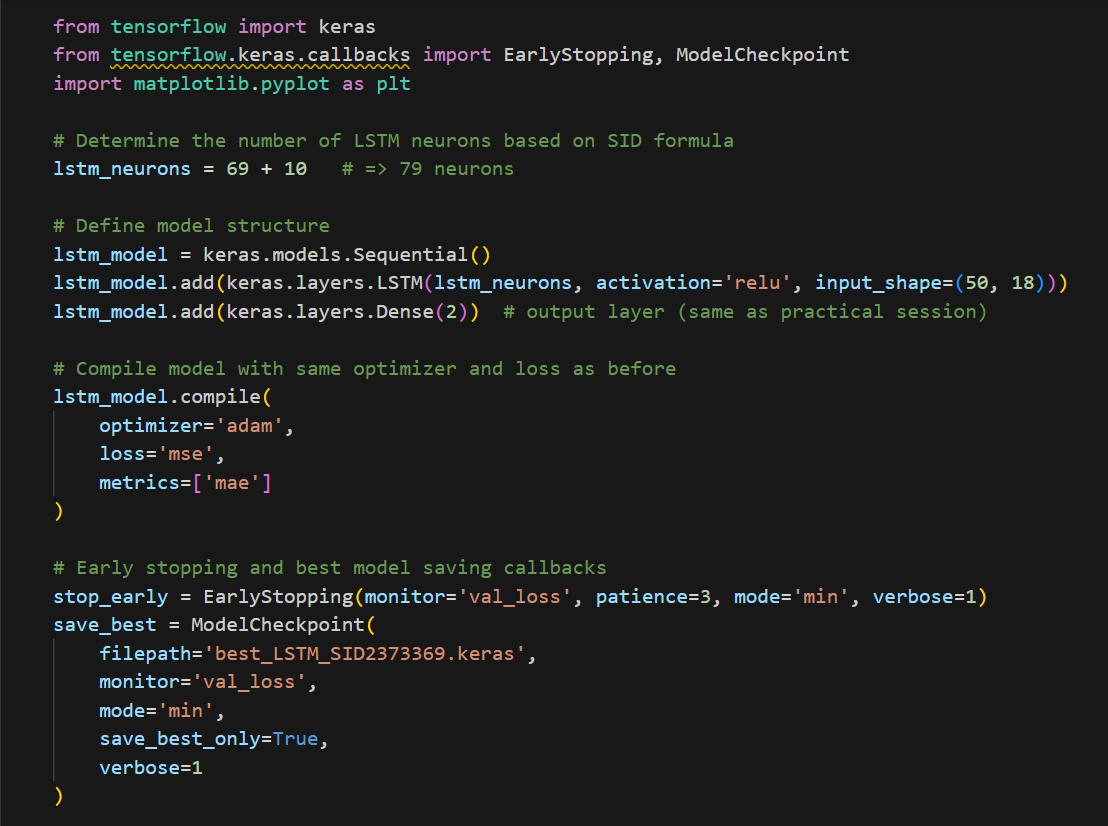 from tensorflow import keras
from tensorflow.keras.callbacks import EarlyStopping, ModelCheckpoint
import matplotlib.pyplot as plt

# Determine the number of LSTM neurons based on SID formula
lstm_neurons = 69 + 10   # => 79 neurons

# Define model structure
lstm_model = keras.models.Sequential()
lstm_model.add(keras.layers.LSTM(lstm_neurons, activation='relu', input_shape=(50, 18)))
lstm_model.add(keras.layers.Dense(2))  # output layer (same as practical session)

# Compile model with same optimizer and loss as before
lstm_model.compile(
    optimizer='adam',
    loss='mse',
    metrics=['mae']
)

# Early stopping and best model saving callbacks
stop_early = EarlyStopping(monitor='val_loss', patience=3, mode='min', verbose=1)
save_best = ModelCheckpoint(
    filepath='best_LSTM_SID2373369.keras',
    monitor='val_loss',
    mode='min',
    save_best_only=True,
    verbose=1
)